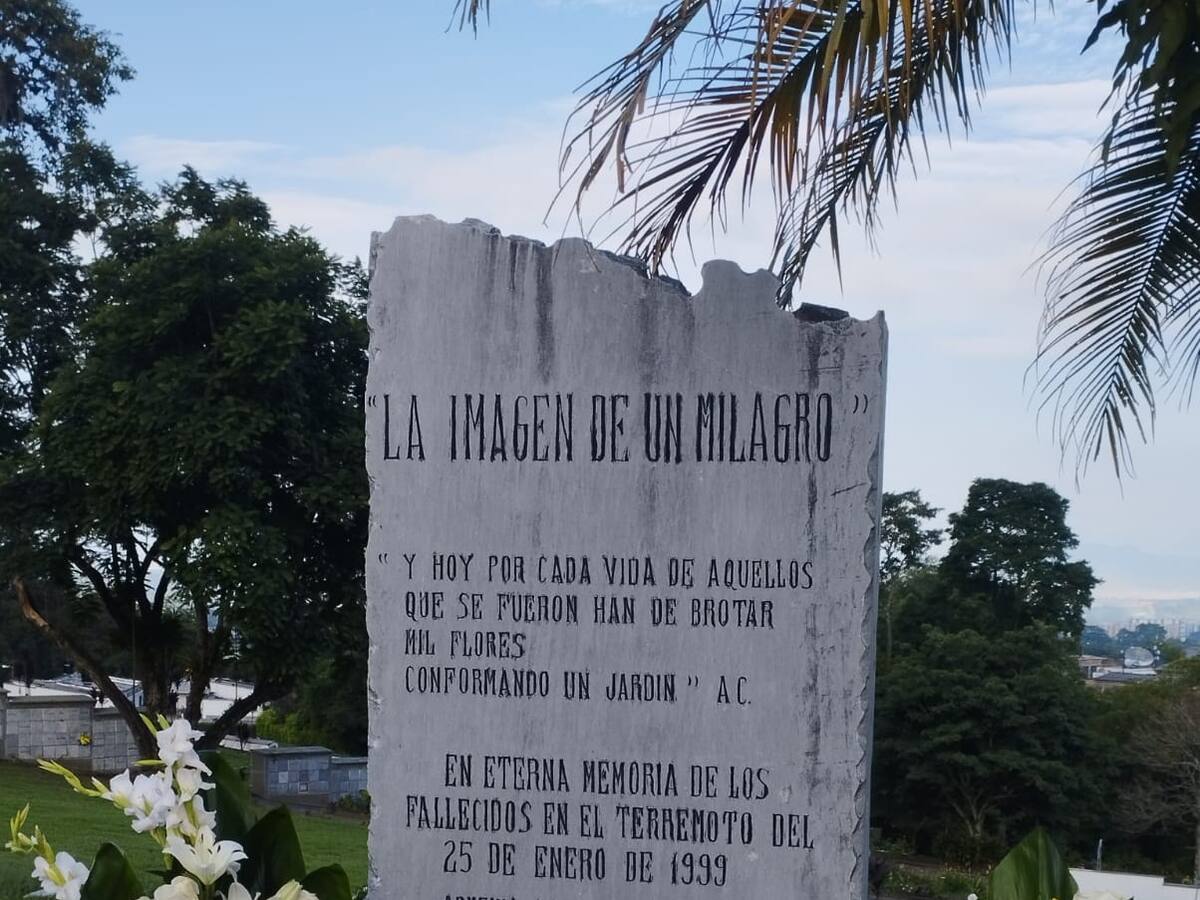 “LA IMAGEN DE UN MILAGRO”
“Y HOY POR CADA VIDA DE AQUELLOS
QUE SE FUERON HAN DE BROTAR
MIL FLORES
CONFORMANDO UN JARDIN” A.C.
EN ETERNA MEMORIA DE LOS
FALLECIDOS EN EL TERREMOTO DEL
25 DE ENERO DE 1999